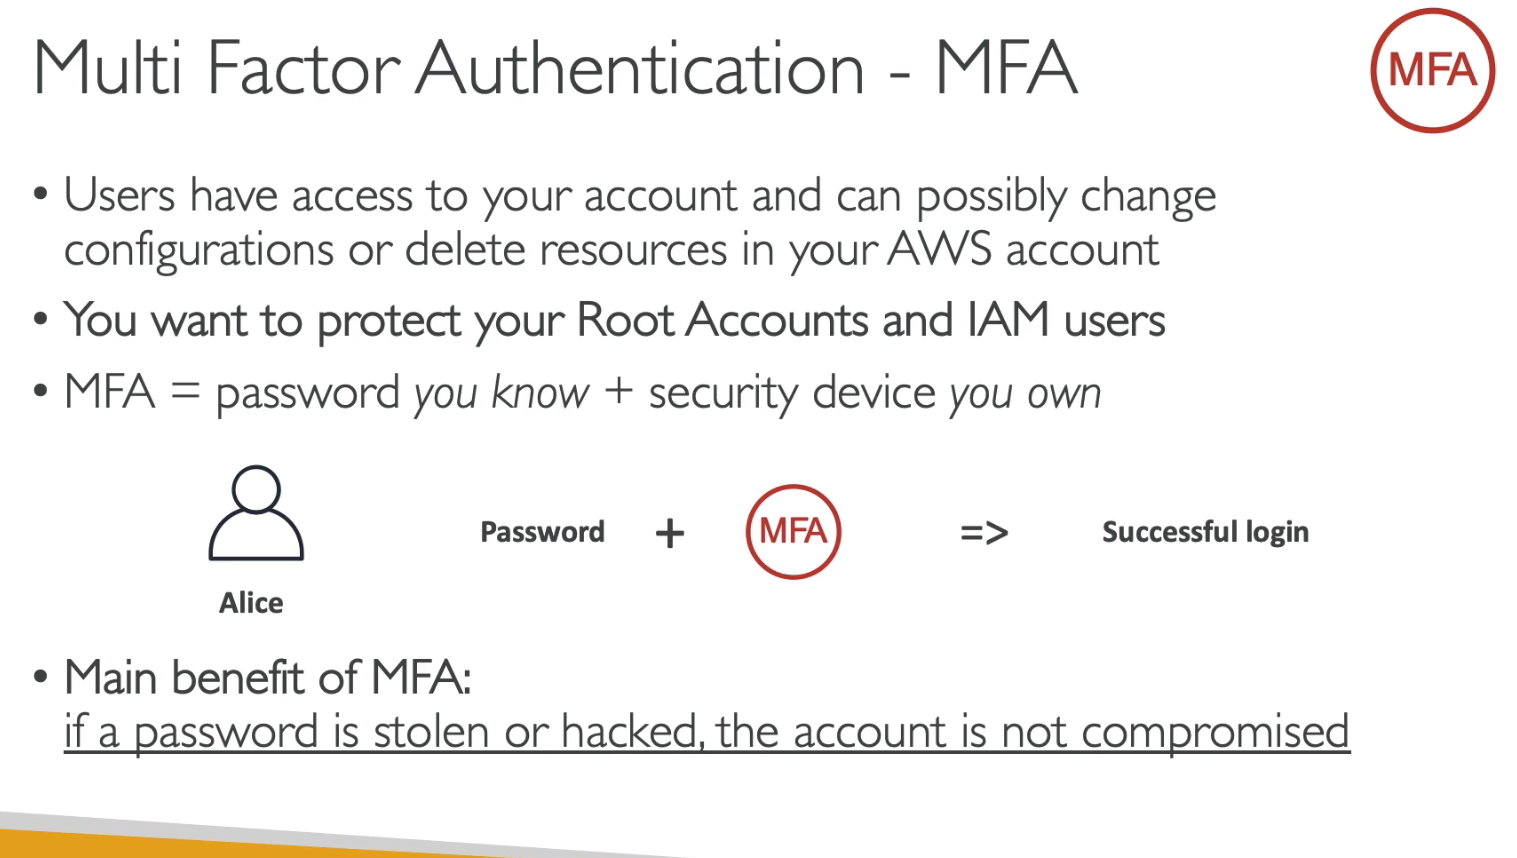 Multi Factor Authentication - MFA
MFA
• Users have access to your account and can possibly change
configurations or delete resources in your AWS account
• You want to protect your Root Accounts and IAM users
• MFA = password you know + security device you own
Password + MFA => Successful login
Alice
• Main benefit of MFA:
if a password is stolen or hacked, the account is not compromised